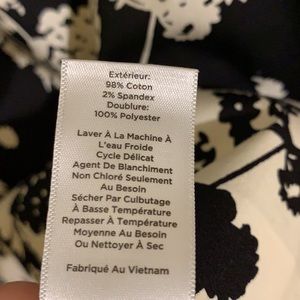 Extérieur:
98% Coton
2% Spandex
Doublure:
100% Polyester
Laver À La Machine À
L'eau Froide
Cycle Délicat
Agent De Blanchiment
Non Chloré Seulement
Au Besoin
Sécher Par Culbutage
À Basse Température
Repasser À Température
Moyenne Au Besoin
Ou Nettoyer À Sec
Fabriqué Au Vietnam